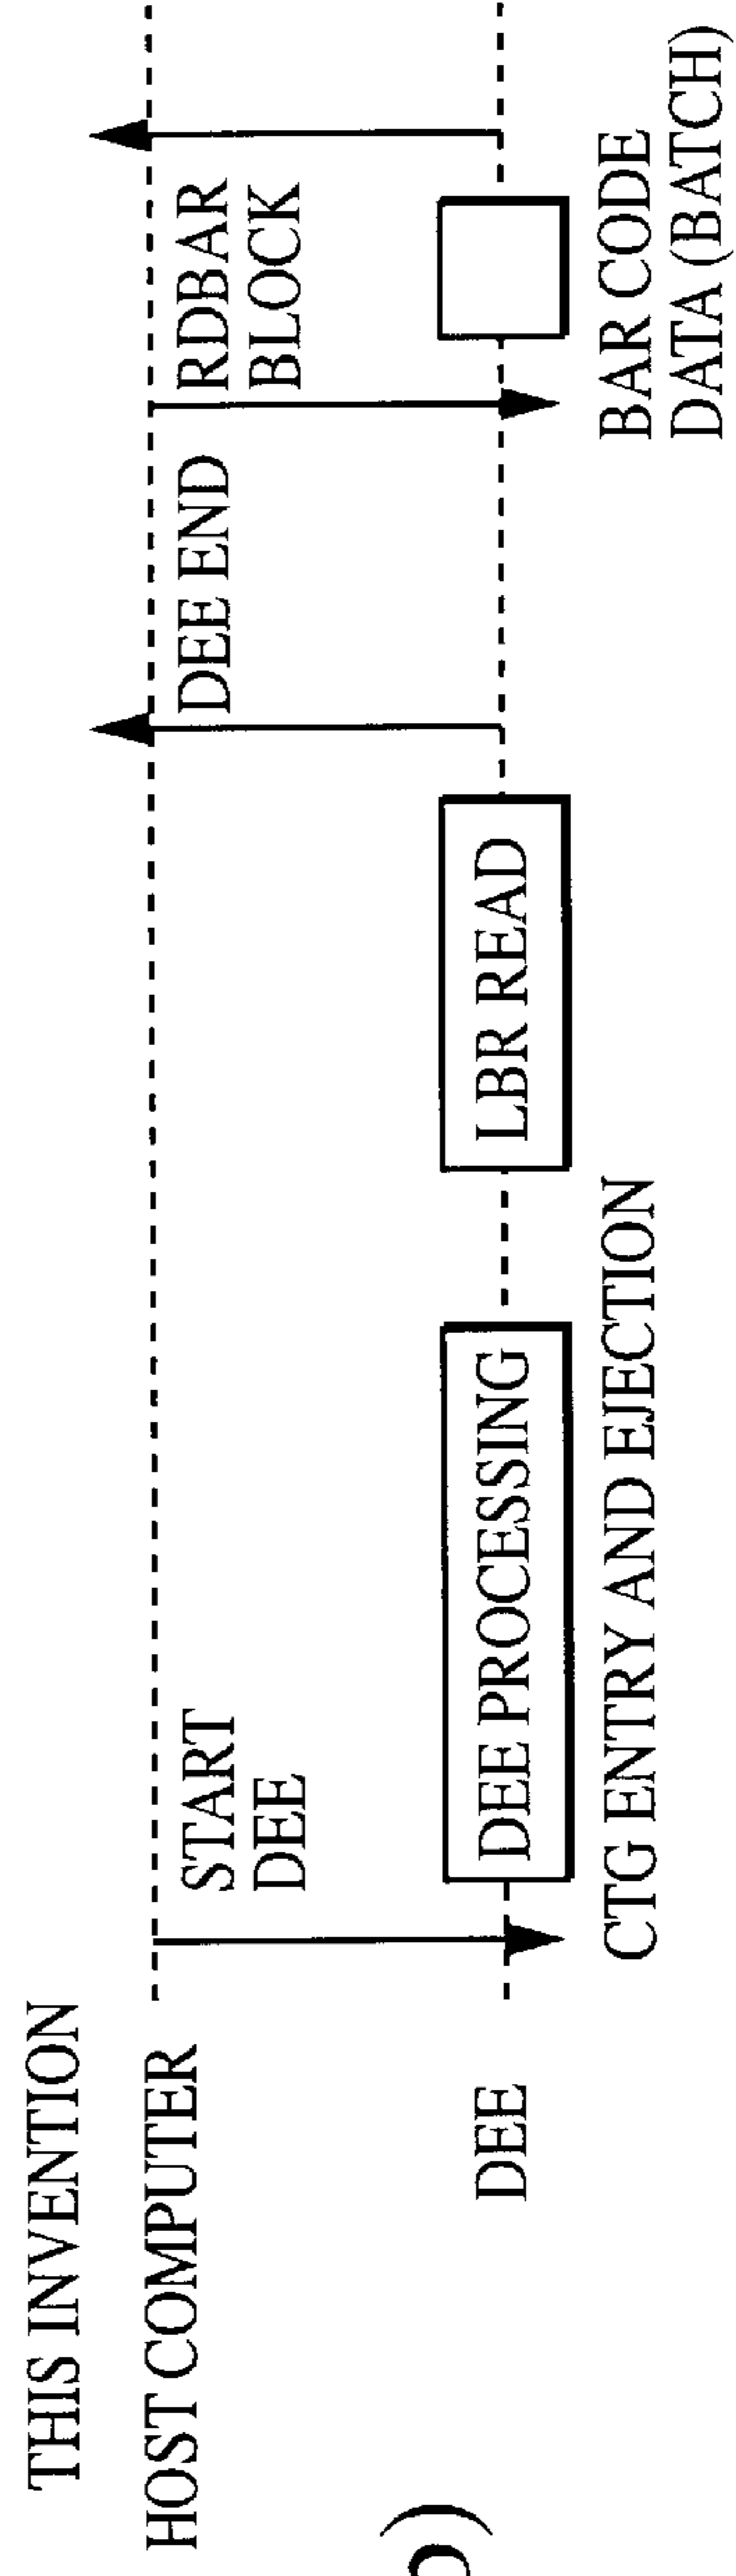 THIS INVENTION
HOST COMPUTER
START
DEE
DEE END
RDBAR
BLOCK
DEE
DEE PROCESSING
LBR READ
CTG ENTRY AND EJECTION
BAR CODE
DATA (BATCH)
)